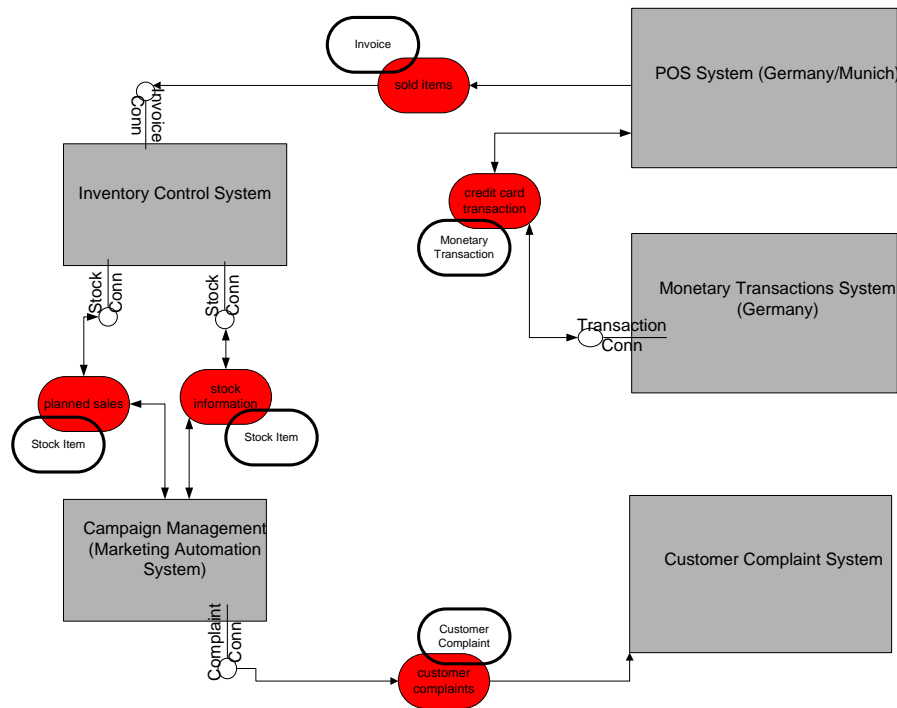 Invoice
sold items
POS System (Germany/Munich)
Invoice
Conn
Inventory Control System
credit card
transaction
Monetary
Transaction
Stock
Conn
Stock
Conn
Monetary Transactions System
(Germany)
Transaction
Conn
planned sales
stock
information
Stock Item
Stock Item
Campaign Management
(Marketing Automation
System)
Customer Complaint System
Complaint
Conn
Customer
Complaint
customer
complaints